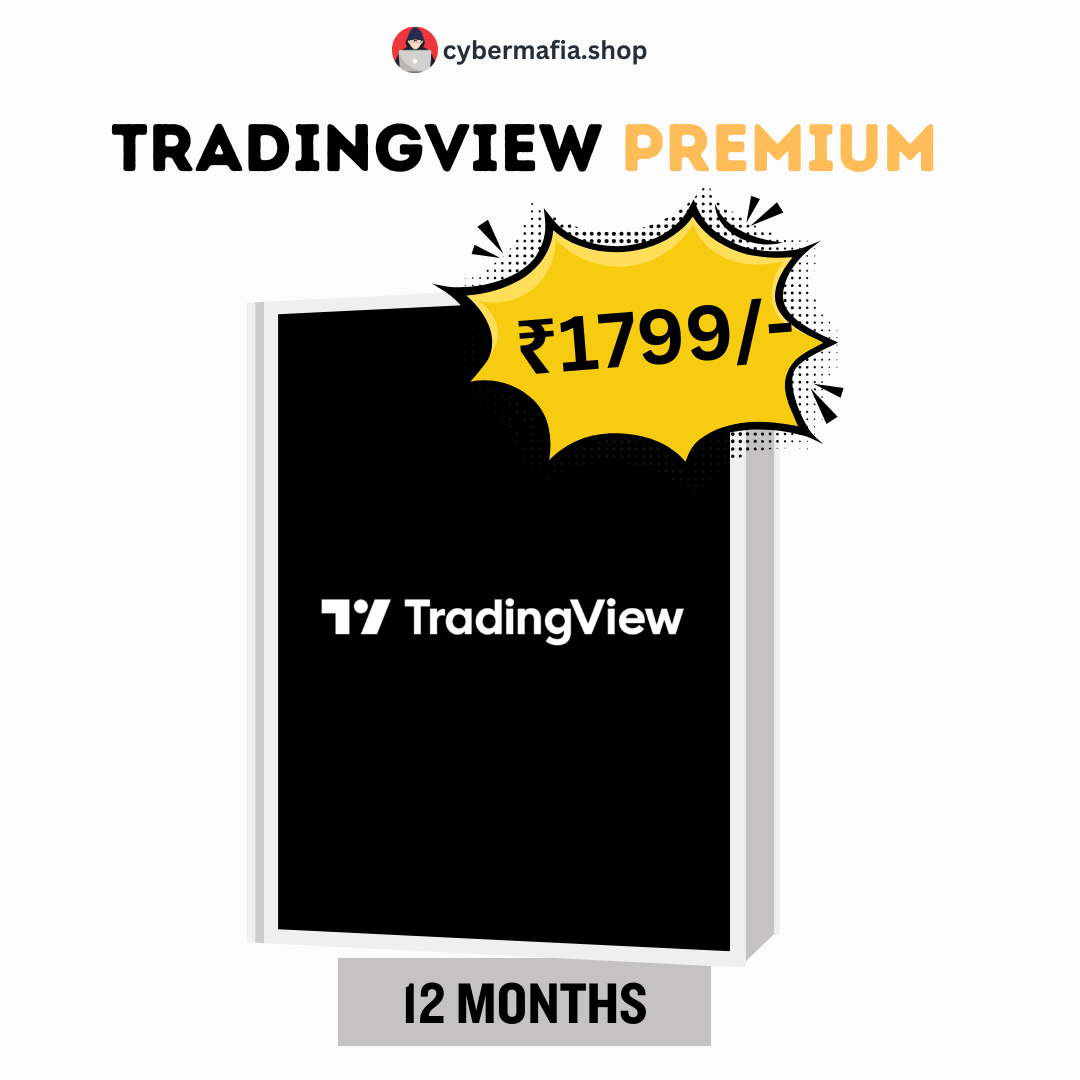 cybermafia.shop
TRADINGVIEW PREMIUM
₹1799/-
TradingView
12 MONTHS